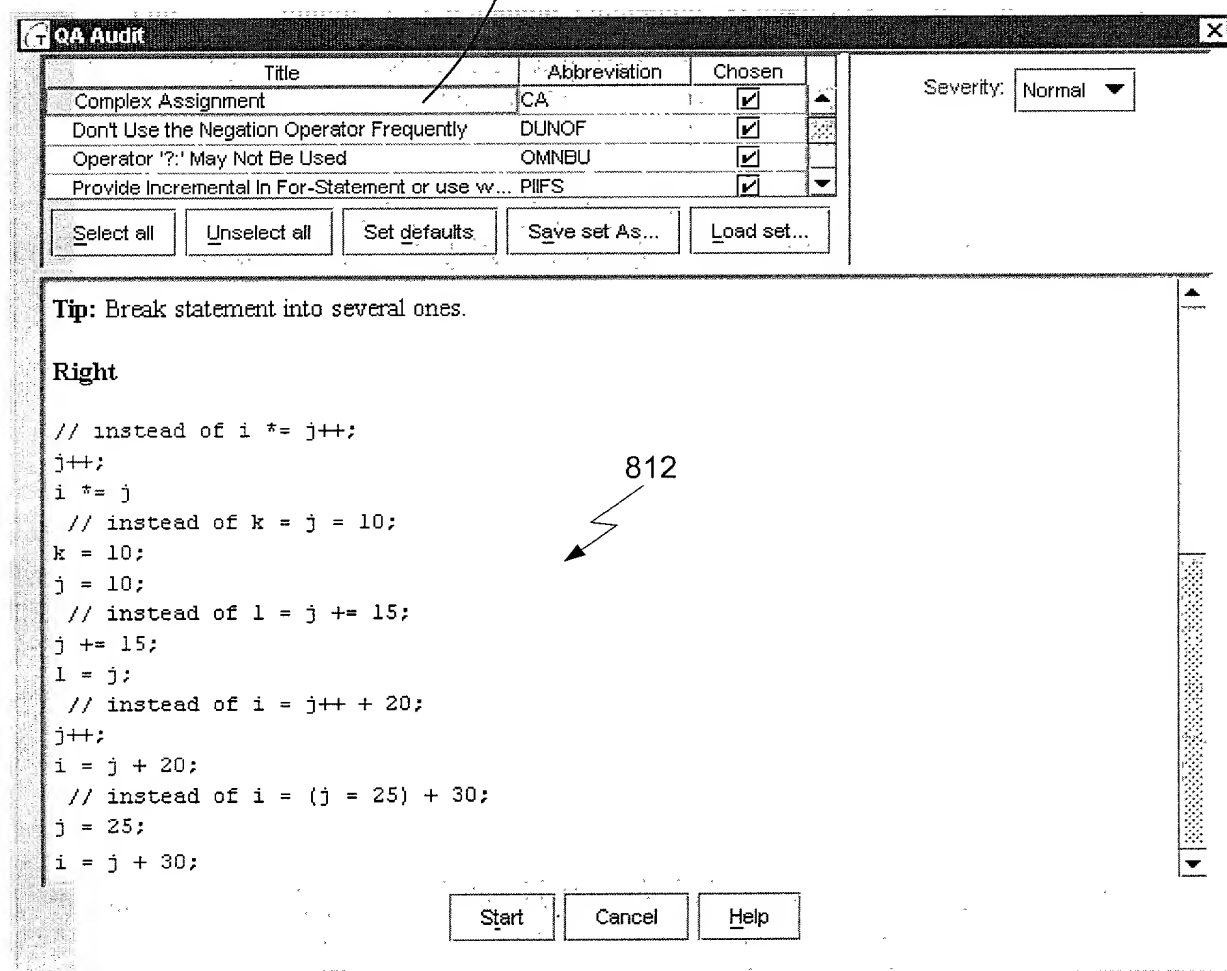 QA Audit
Title Abbreviation Chosen
Complex Assignment CA
Don't Use the Negation Operator Frequently DUNOF
Operator '?:' May Not Be Used OMNBU
Provide Incremental In For-Statement or use w... PIIFS
Severity: Normal
Select all Unselect all Set defaults Save set As... Load set...
Tip: Break statement into several ones.
Right
// instead of i *= j++;
j++;
i *= j
// instead of k = j = 10;
k = 10;
j = 10;
// instead of l = j += 15;
j += 15;
l = j;
// instead of i = j++ + 20;
j++;
i = j + 20;
// instead of i = (j = 25) + 30;
j = 25;
i = j + 30;
812
Start Cancel Help